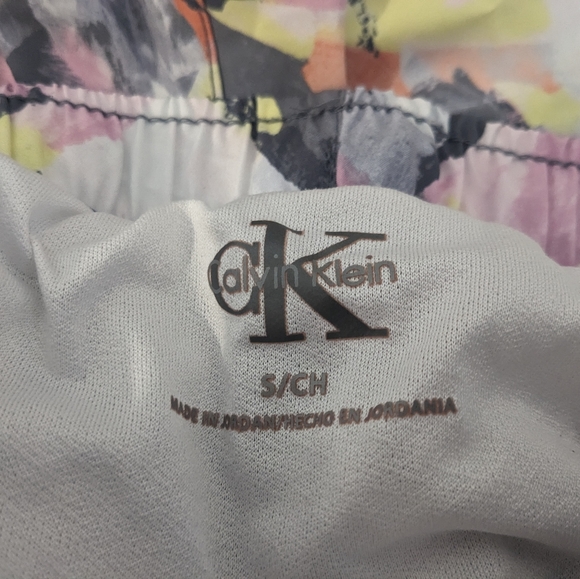 CK
Calvin Klein
S/CH
MADE IN JORDAN/HECHO EN JORDANIA